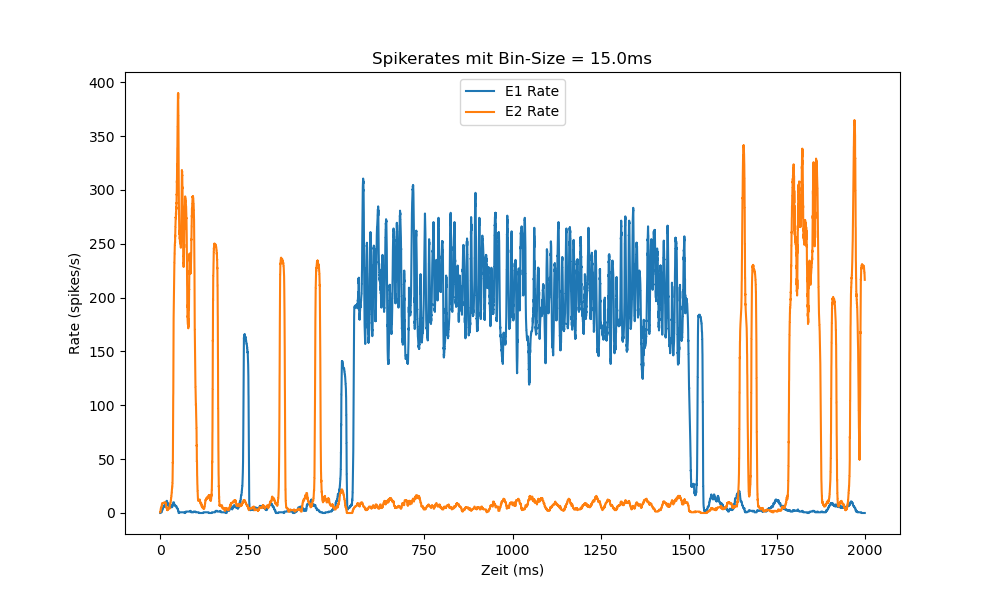 Spikerates mit Bin-Size = 15.0ms
E1 Rate
E2 Rate
Rate (spikes/s)
400
350
300
250
200
150
100
50
0
0 250 500 750 1000 1250 1500 1750 2000
Zeit (ms)